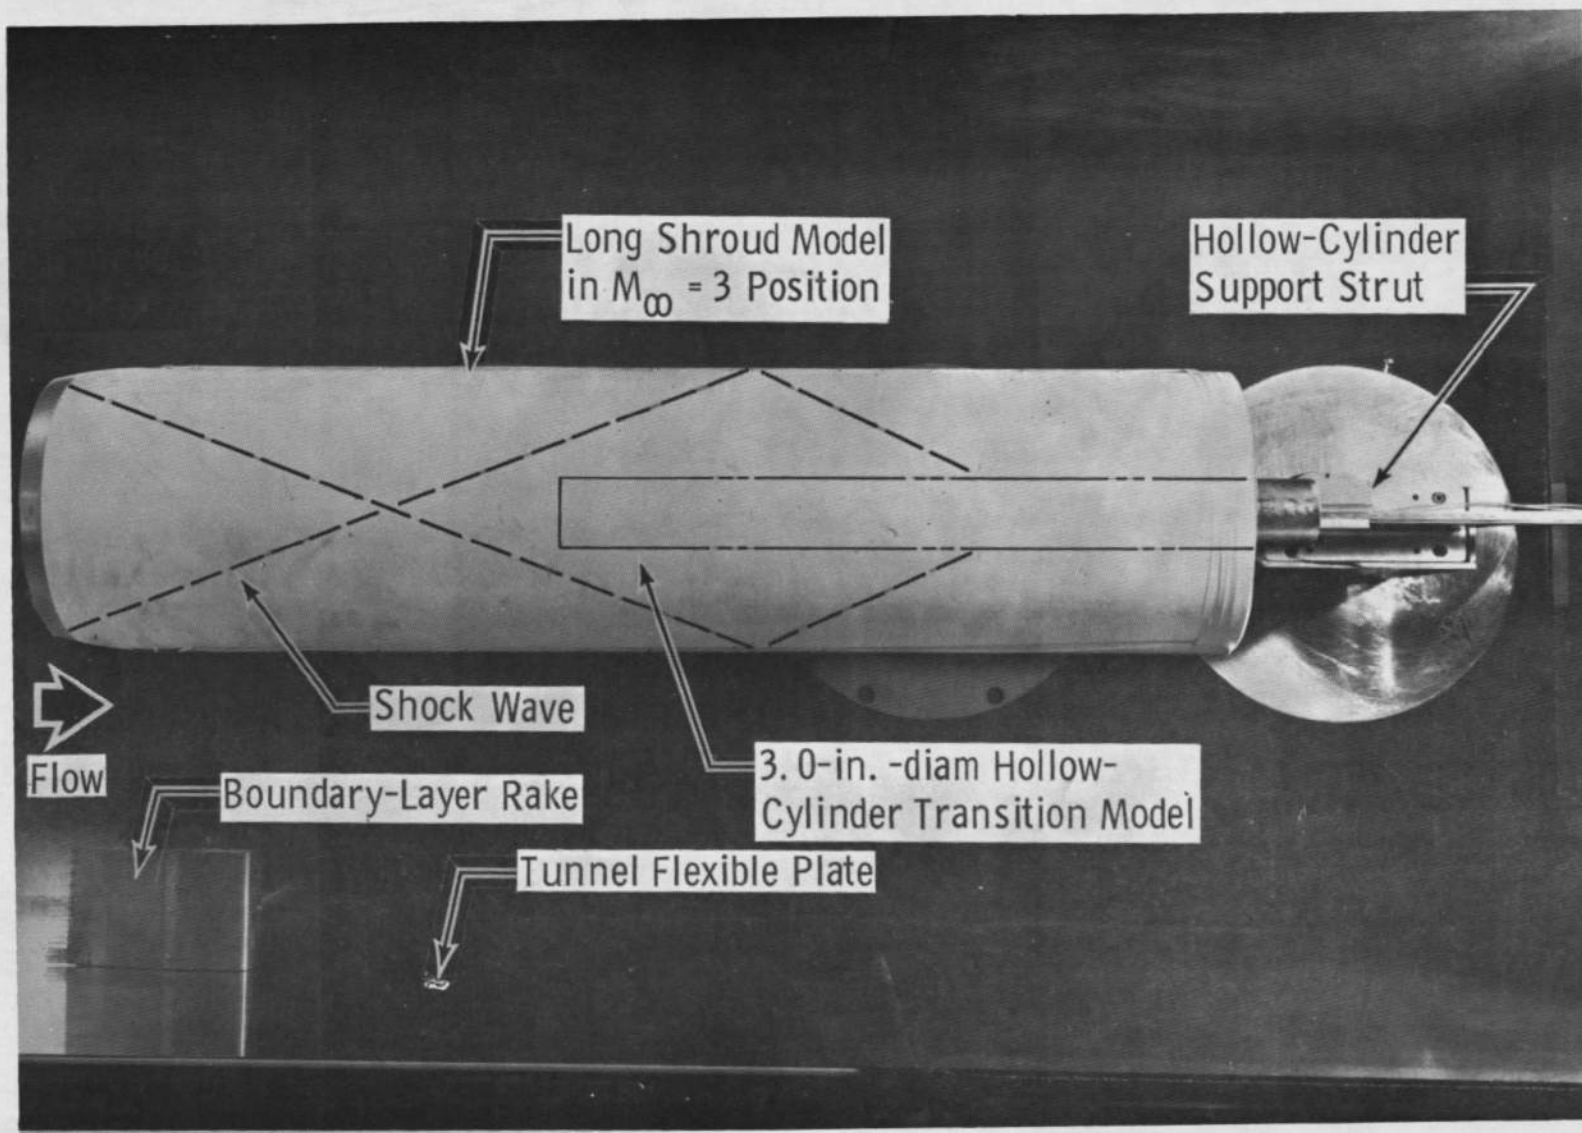 Long Shroud Model
in M∞ = 3 Position
Hollow-Cylinder
Support Strut
Shock Wave
Flow
3.0-in.-diam Hollow-
Cylinder Transition Model
Boundary-Layer Rake
Tunnel Flexible Plate